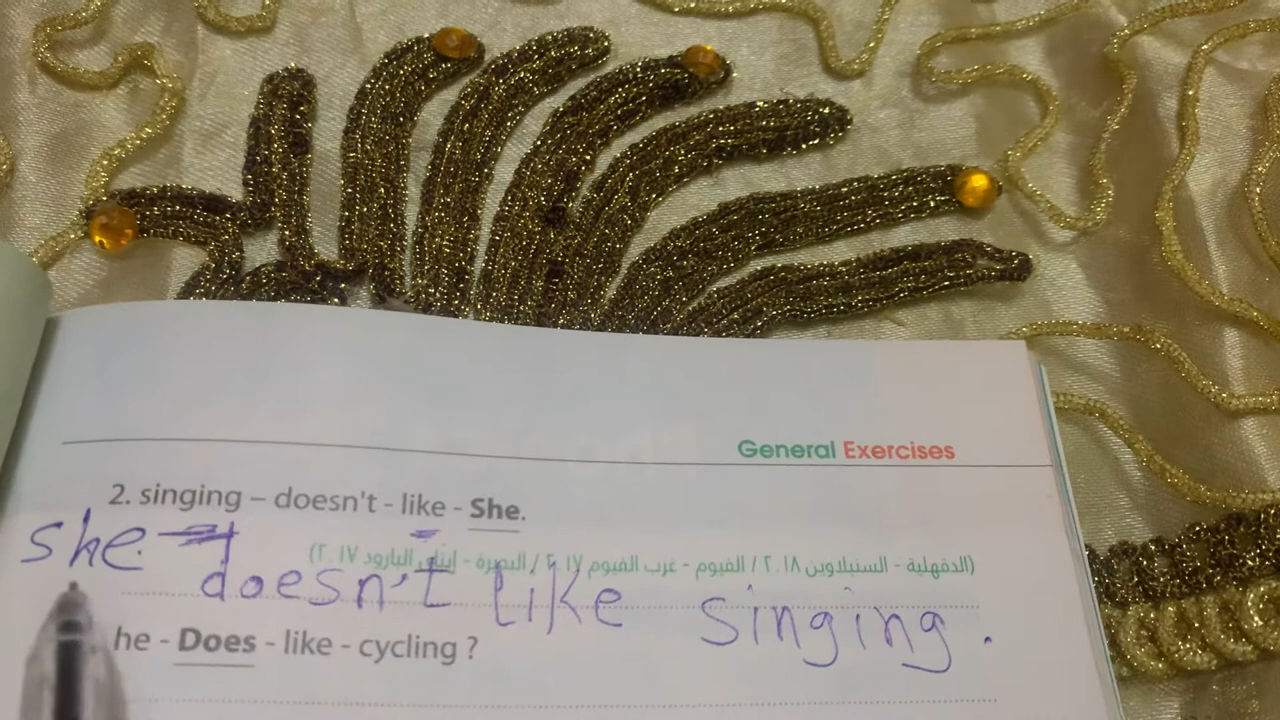 General Exercises
2. singing – doesn't - like - She.
(الدقهلية - السنبلاوين ٢٠١٨ / الفيوم - غرب الفيوم ٢٠١٧ / البحيرة - إيتاى البارود ٢٠١٧)
she doesn't like singing.
he - Does - like - cycling ?